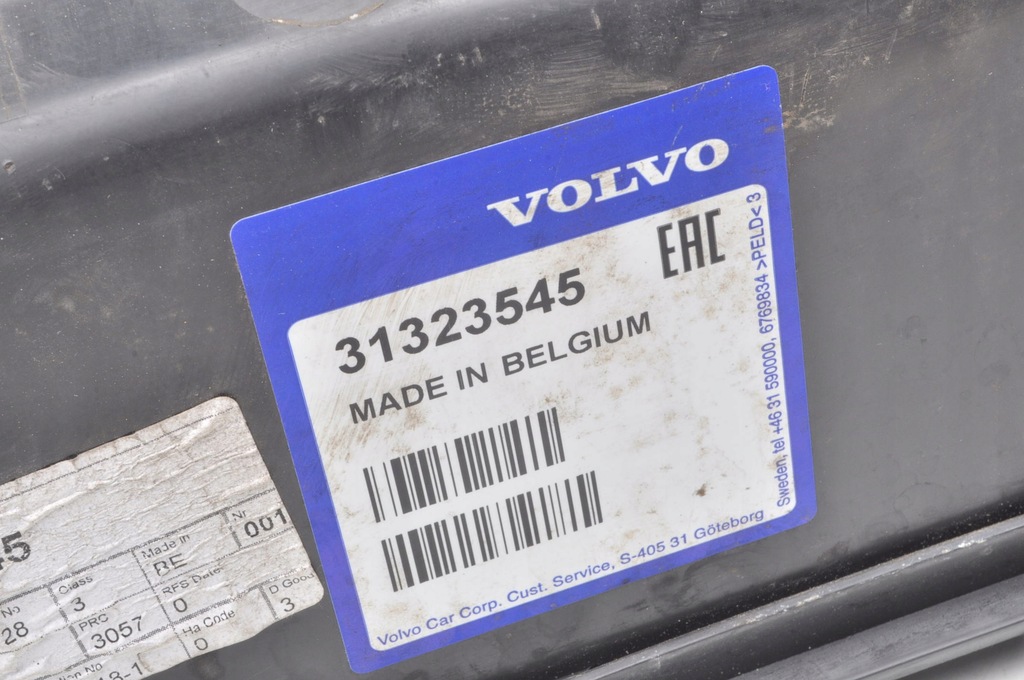 VOLVO
EAC
31323545
MADE IN BELGIUM
Volvo Car Corp. Cust. Service, S-405 31 Göteborg
Sweden, tel +46 31 590000, 6769834 >PELD< 3
5
No
28
Class
3
Made in
BE
Nr
001
PRC
3057
RFS Date
0
Ha Code
0
D Good
3